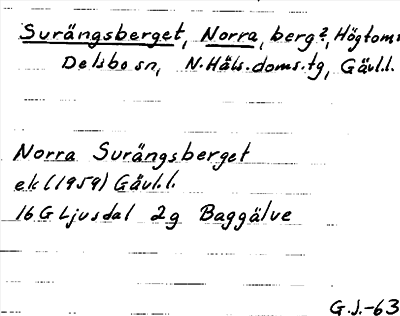 Surängsberget, Norra, berg?, Högtoms
Delsbo sn, N.Häls.doms.tg, Gävl.l.
Norra Surängsberget
ek (1959) Gävl.l.
16 G Ljusdal 2g Baggälve
G.J.-63